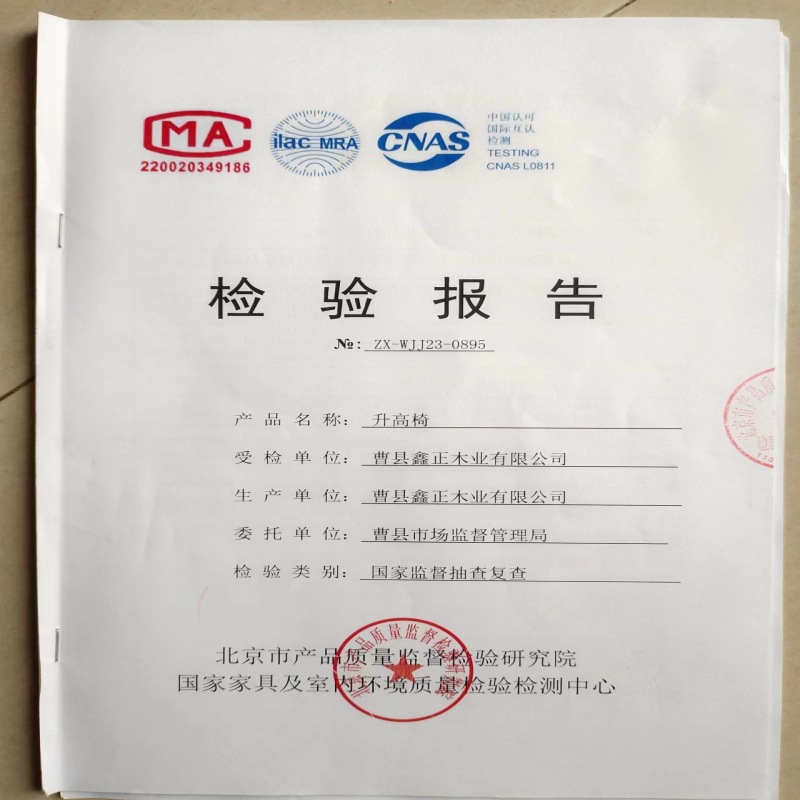 MA
220020349186
ilac-MRA
CNAS
中国认可
国际互认
检测
TESTING
CNAS L0811
检验报告
№: ZX-WJJ23-0895
产品名称: 升高椅
受检单位: 曹县鑫正木业有限公司
生产单位: 曹县鑫正木业有限公司
委托单位: 曹县市场监督管理局
检验类别: 国家监督抽查复查
北京市产品质量监督检验研究院
国家家具及室内环境质量检验检测中心